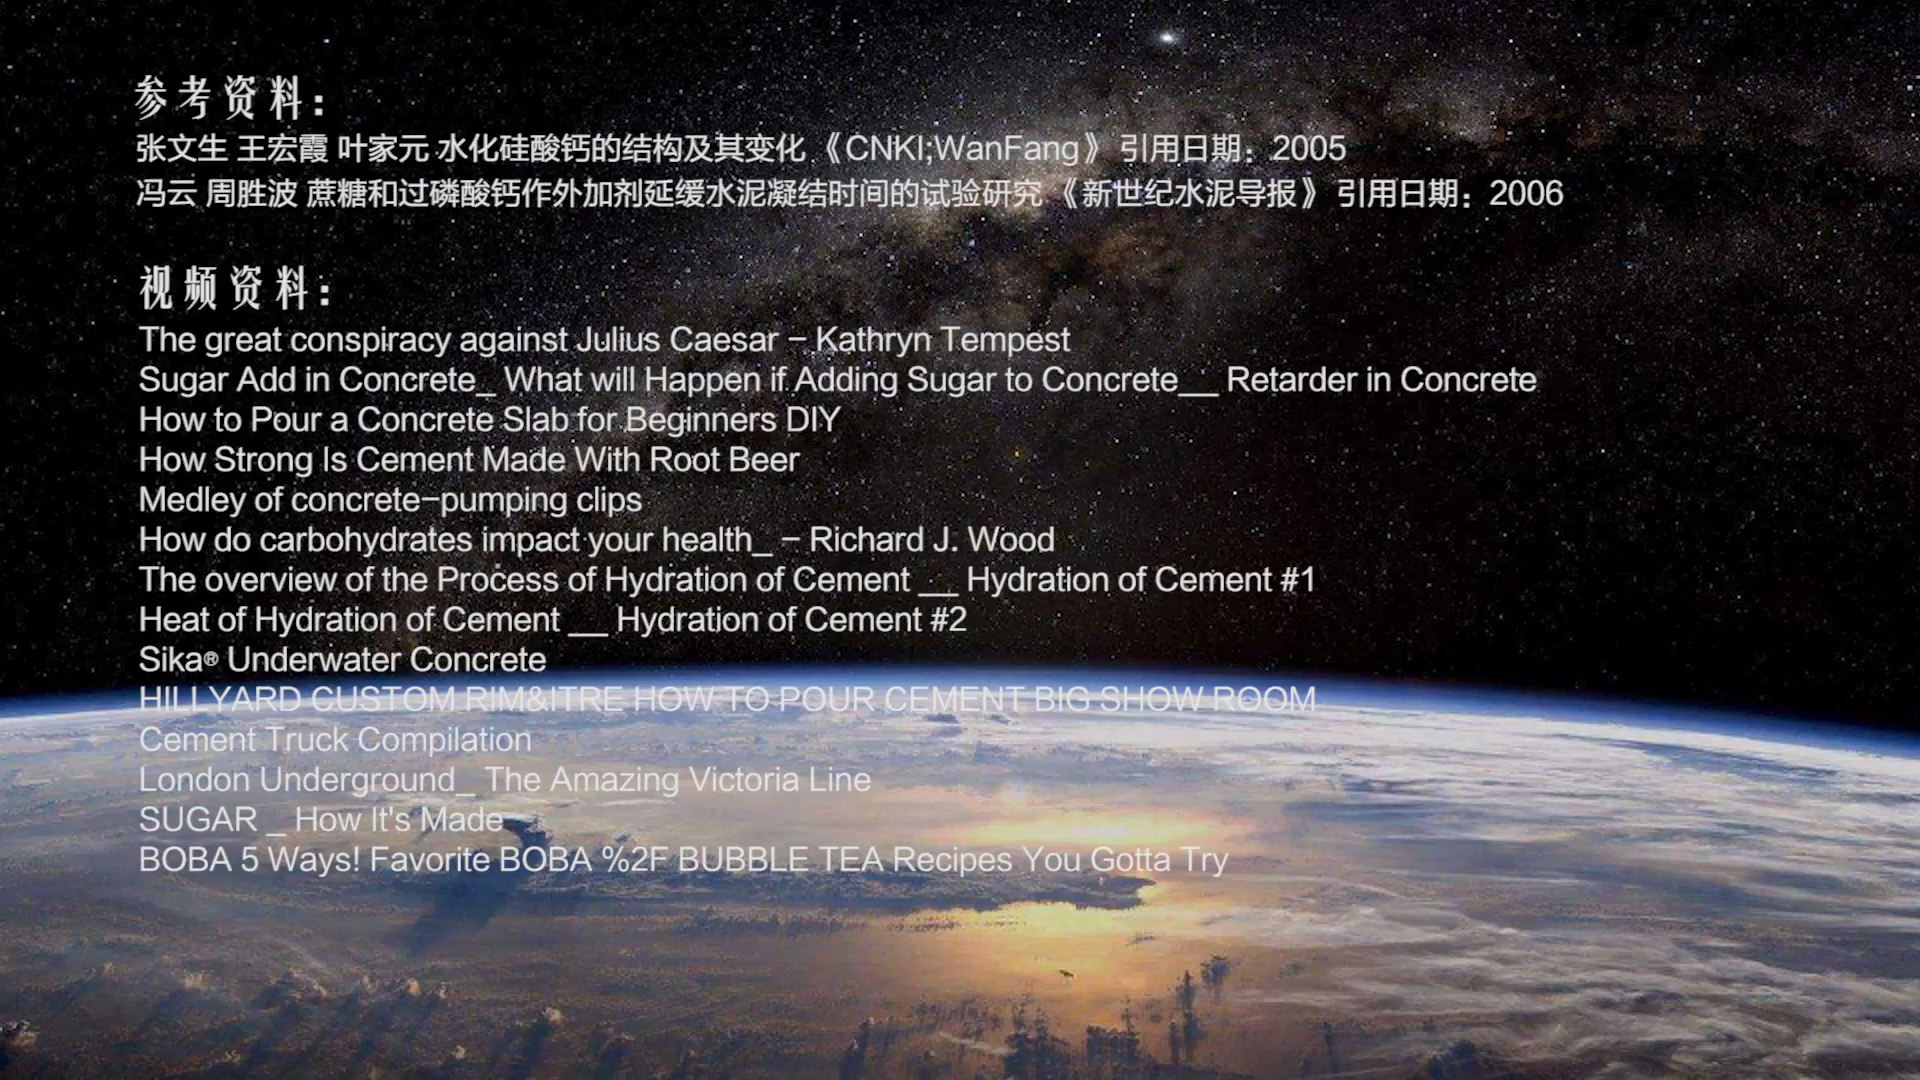 参考资料:
张文生 王宏霞 叶家元 水化硅酸钙的结构及其变化 《CNKI;WanFang》 引用日期：2005
冯云 周胜波 蔗糖和过磷酸钙作外加剂延缓水泥凝结时间的试验研究 《新世纪水泥导报》 引用日期：2006
视频资料:
The great conspiracy against Julius Caesar – Kathryn Tempest
Sugar Add in Concrete_ What will Happen if Adding Sugar to Concrete__ Retarder in Concrete
How to Pour a Concrete Slab for Beginners DIY
How Strong Is Cement Made With Root Beer
Medley of concrete–pumping clips
How do carbohydrates impact your health_ – Richard J. Wood
The overview of the Process of Hydration of Cement __ Hydration of Cement #1
Heat of Hydration of Cement __ Hydration of Cement #2
Sika® Underwater Concrete
HILLYARD CUSTOM RIM&ITRE HOW TO POUR CEMENT BIG SHOW ROOM
Cement Truck Compilation
London Underground_ The Amazing Victoria Line
SUGAR _ How It's Made
BOBA 5 Ways! Favorite BOBA %2F BUBBLE TEA Recipes You Gotta Try